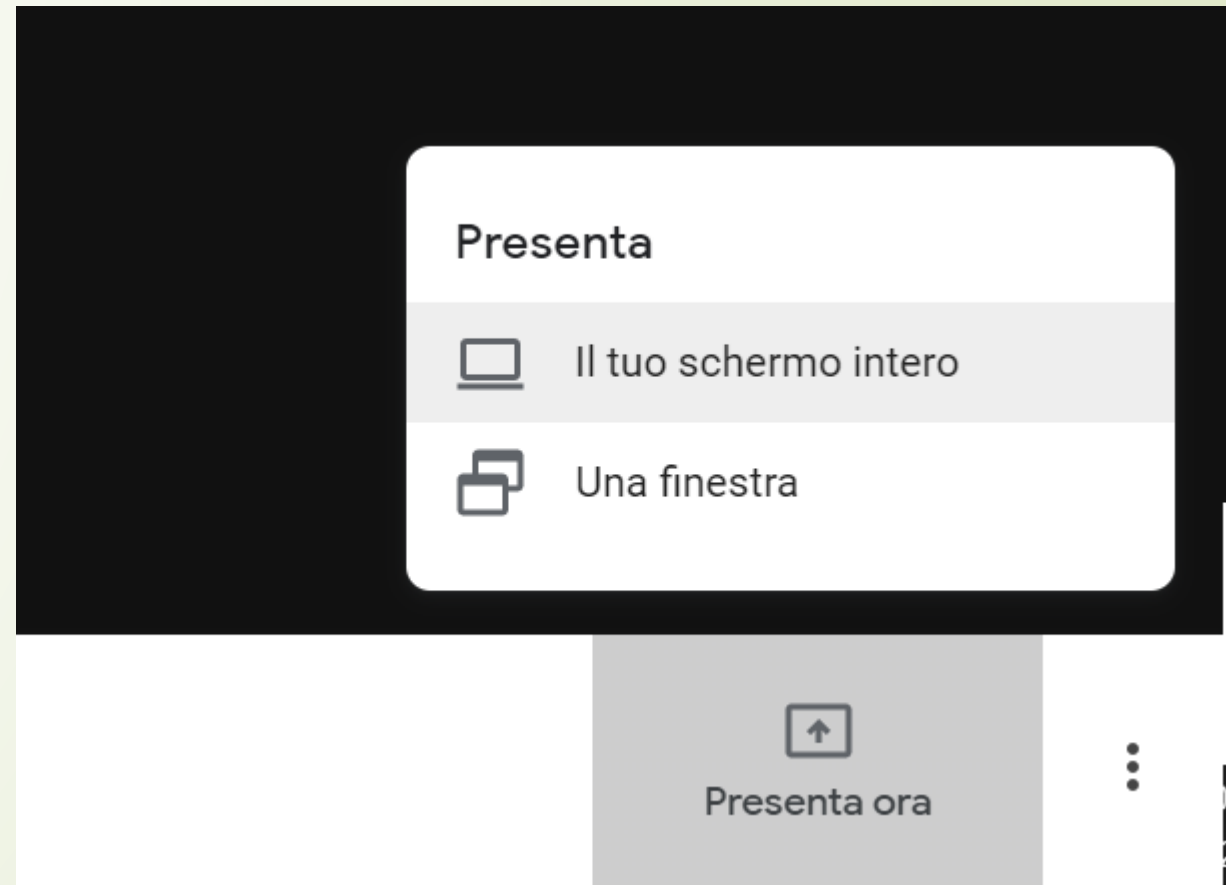 Presenta
Il tuo schermo intero
Una finestra
Presenta ora